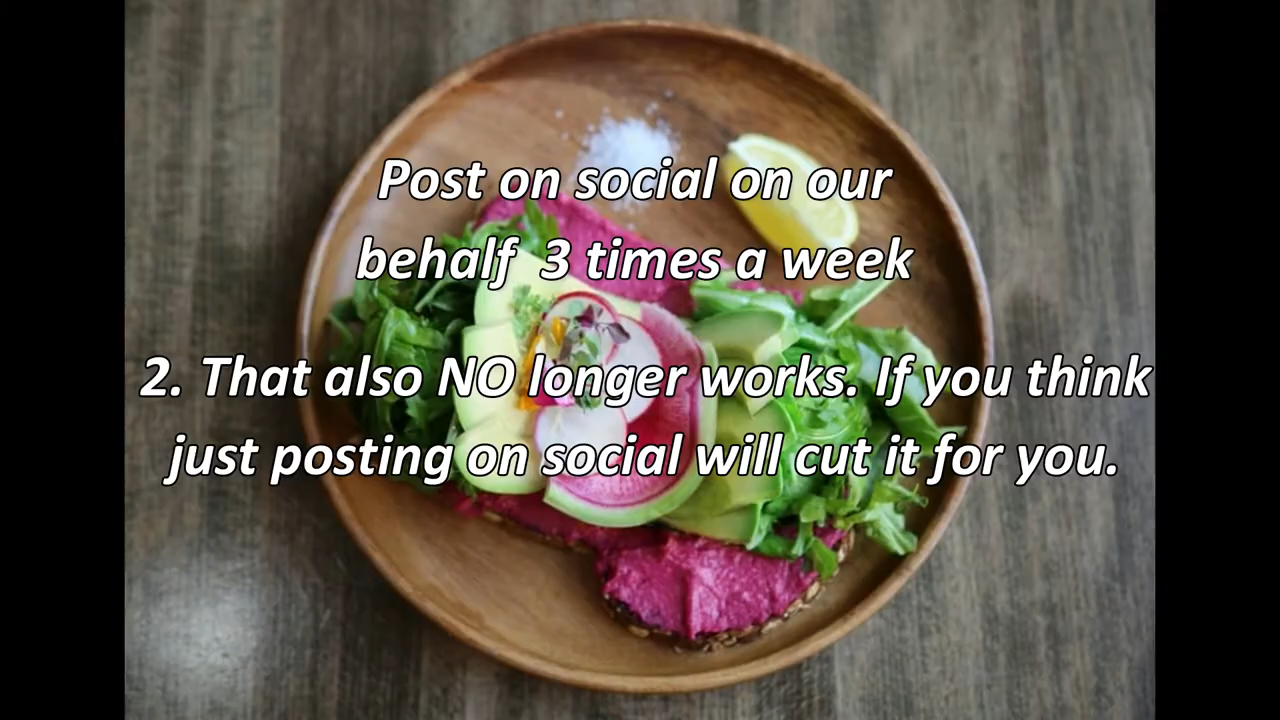 Post on social on our
behalf  3 times a week
2. That also NO longer works. If you think
just posting on social will cut it for you.